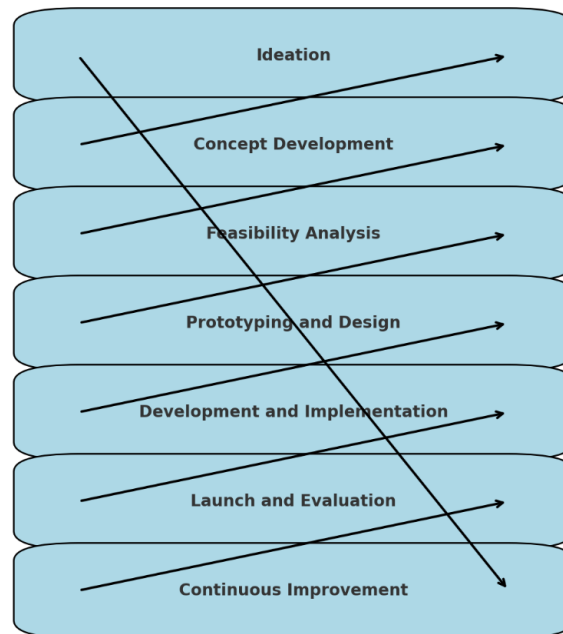 Ideation
Concept Development
Feasibility Analysis
Prototyping and Design
Development and Implementation
Launch and Evaluation
Continuous Improvement